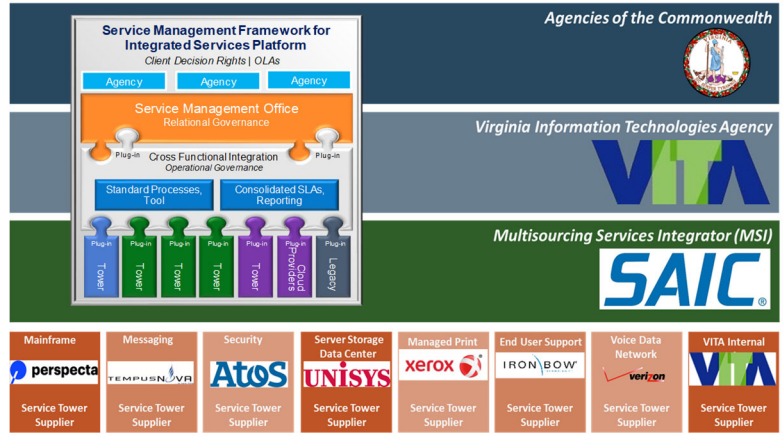 Service Management Framework for
Integrated Services Platform
Client Decision Rights | OLAs
Agency
Agency
Agency
Service Management Office
Relational Governance
Plug-in
Cross Functional Integration
Operational Governance
Plug-in
Standard Processes,
Tool
Consolidated SLAs,
Reporting
Plug-in
Plug-in
Plug-in
Plug-in
Plug-in
Plug-in
Plug-in
Tower
Tower
Tower
Tower
Tower
Cloud
Providers
Legacy
Agencies of the Commonwealth
VIRGINIA
Virginia Information Technologies Agency
VITA
Multisourcing Services Integrator (MSI)
SAIC®
Mainframe
perspecta
Service Tower
Supplier
Messaging
TEMPUSNOVA
Service Tower
Supplier
Security
Atos
Service Tower
Supplier
Server Storage
Data Center
UNISYS
Service Tower
Supplier
Managed Print
xerox
Service Tower
Supplier
End User Support
IRON BOW
Service Tower
Supplier
Voice Data
Network
verizon
Service Tower
Supplier
VITA Internal
VITA
Service Tower
Supplier